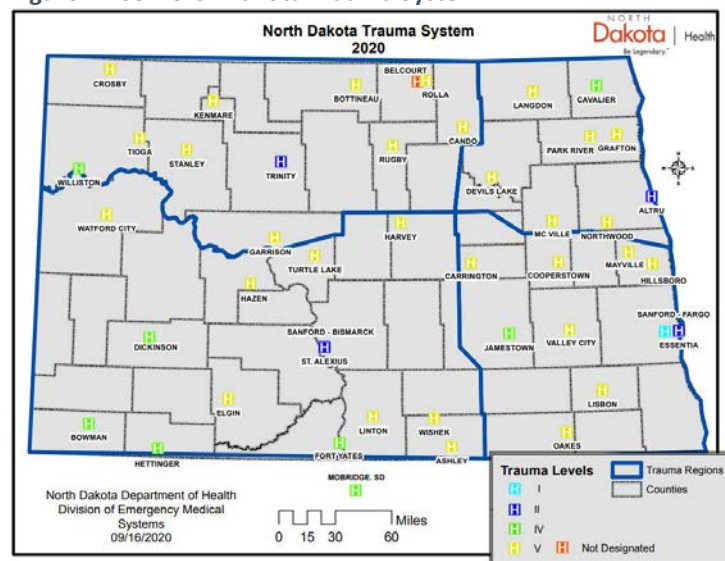 North Dakota Trauma System
2020
NORTH
Dakota | Health
Be Legendary.™
CROSBY
KENMARE
BOTTINEAU
BELCOURT
ROLLA
LANGDON
CAVALIER
TIOGA
STANLEY
TRINITY
RUGBY
CANDO
PARK RIVER
GRAFTON
WILLISTON
DEVILS LAKE
ALTRU
WATFORD CITY
GARRISON
TURTLE LAKE
HARVEY
MC VILLE
NORTHWOOD
HAZEN
CARRINGTON
COOPERSTOWN
MAYVILLE
HILLSBORO
DICKINSON
SANFORD - BISMARCK
ST. ALEXIUS
JAMESTOWN
VALLEY CITY
SANFORD - FARGO
ESSENTIA
ELGIN
LISBON
BOWMAN
HETTINGER
FORT YATES
LINTON
WISHEK
ASHLEY
OAKES
MOBRIDGE, SD
North Dakota Department of Health
Division of Emergency Medical
Systems
09/16/2020
Miles
0 15 30 60
Trauma Levels
I
II
IV
V
Not Designated
Trauma Regions
Counties